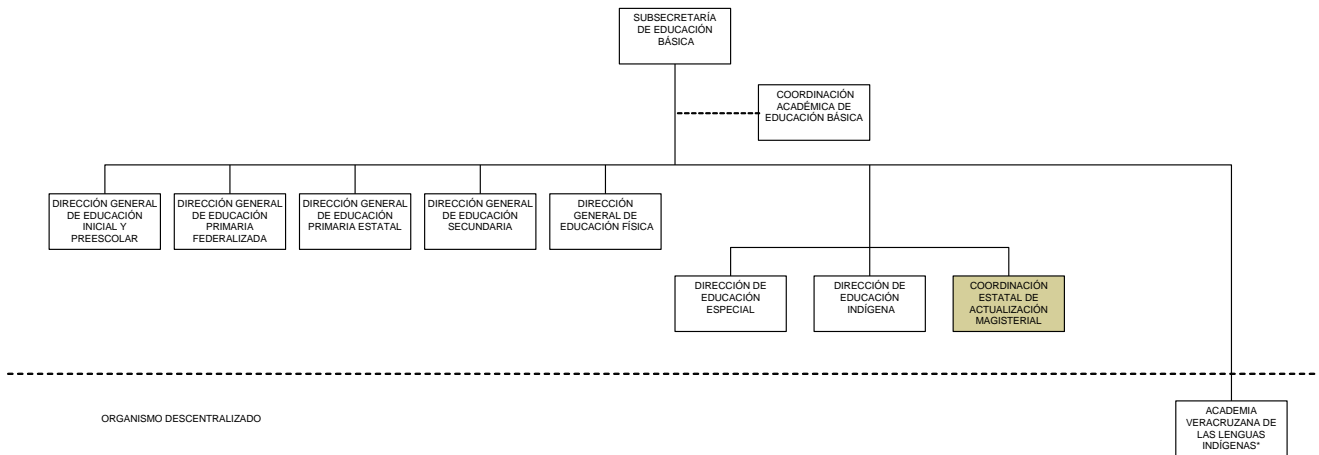 SUBSECRETARÍA
DE EDUCACIÓN
BÁSICA
COORDINACIÓN
ACADÉMICA DE
EDUCACIÓN BÁSICA
DIRECCIÓN GENERAL
DE EDUCACIÓN
INICIAL Y
PREESCOLAR
DIRECCIÓN GENERAL
DE EDUCACIÓN
PRIMARIA
FEDERALIZADA
DIRECCIÓN GENERAL
DE EDUCACIÓN
PRIMARIA ESTATAL
DIRECCIÓN GENERAL
DE EDUCACIÓN
SECUNDARIA
DIRECCIÓN
GENERAL DE
EDUCACIÓN FÍSICA
DIRECCIÓN DE
EDUCACIÓN
ESPECIAL
DIRECCIÓN DE
EDUCACIÓN
INDÍGENA
COORDINACIÓN
ESTATAL DE
ACTUALIZACIÓN
MAGISTERIAL
ORGANISMO DESCENTRALIZADO
ACADEMIA
VERACRUZANA DE
LAS LENGUAS
INDÍGENAS*